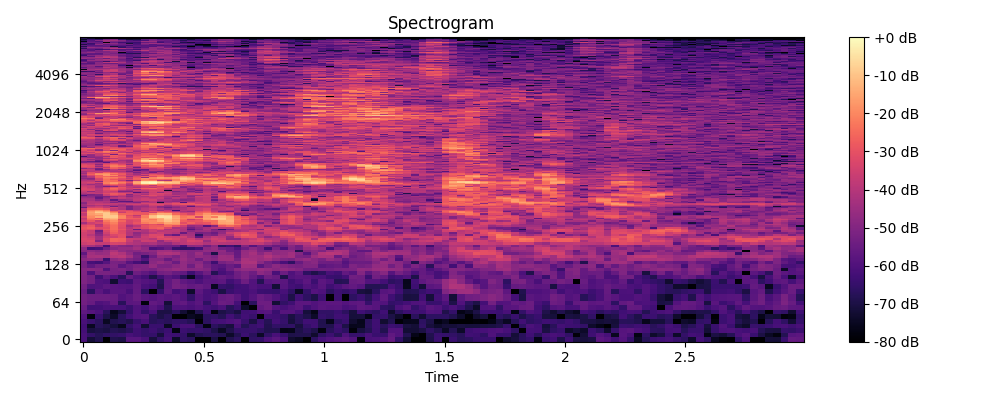 Spectrogram
Hz
4096
2048
1024
512
256
128
64
0
0
0.5
1
1.5
2
2.5
Time
+0 dB
-10 dB
-20 dB
-30 dB
-40 dB
-50 dB
-60 dB
-70 dB
-80 dB